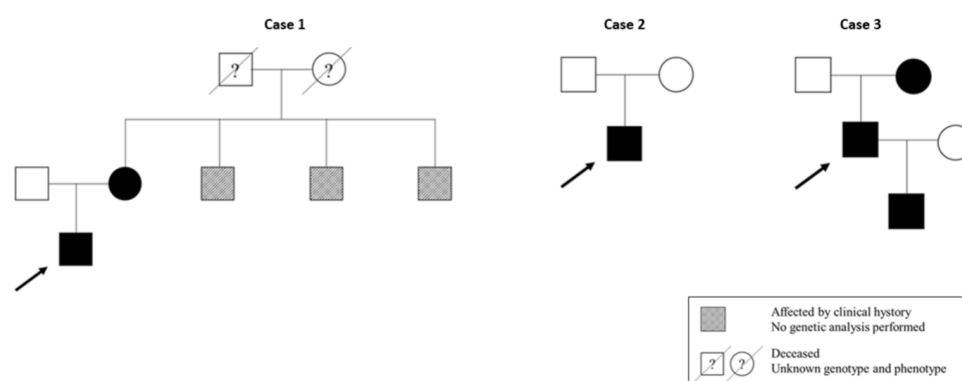 Case 1
Case 2
Case 3
? ?
Affected by clinical hystory
No genetic analysis performed
? ?
Deceased
Unknown genotype and phenotype